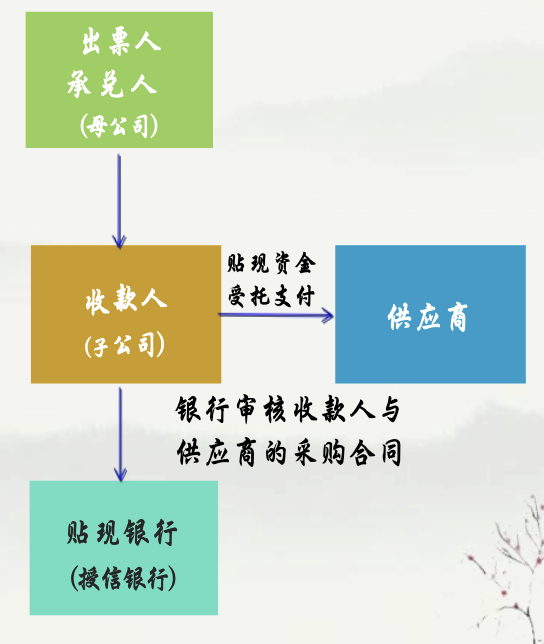 出票人
承兑人
(母公司)
收款人
(子公司)
贴现资金
受托支付
供应商
银行审核收款人与
供应商的采购合同
贴现银行
(授信银行)